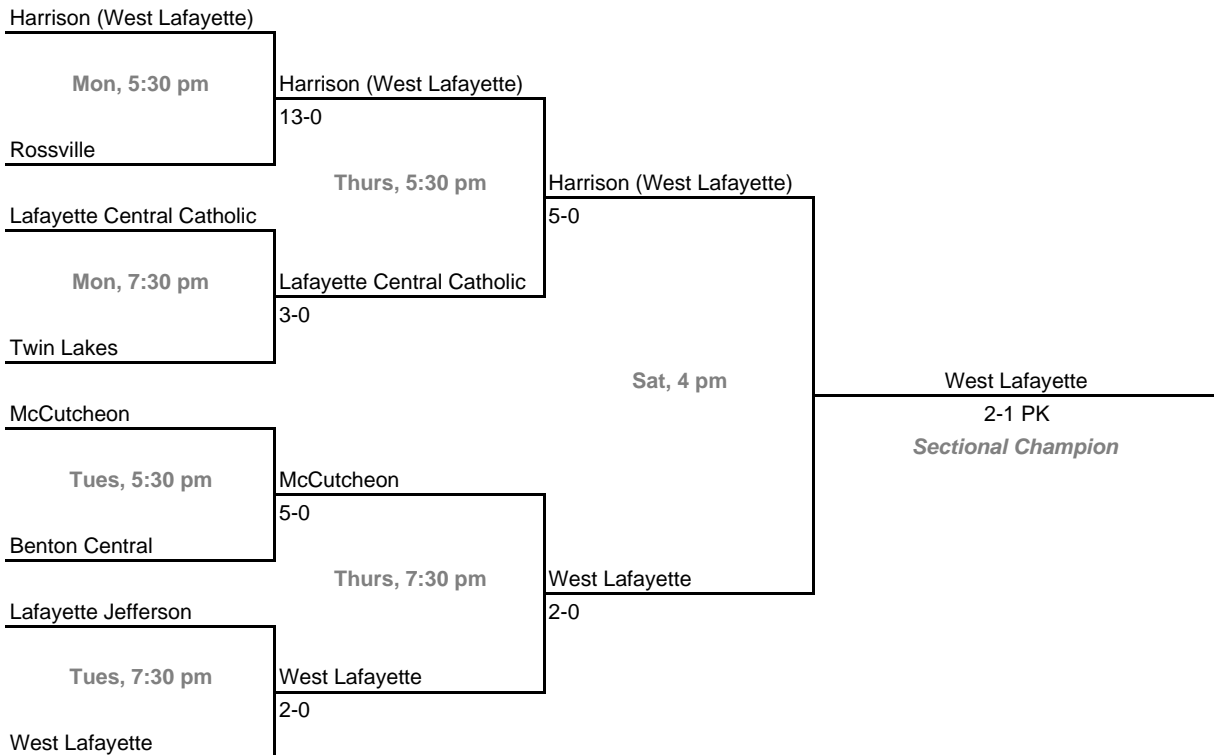 Harrison (West Lafayette)
Mon, 5:30 pm
Harrison (West Lafayette)
13-0
Rossville
Thurs, 5:30 pm
Harrison (West Lafayette)
Lafayette Central Catholic
5-0
Mon, 7:30 pm
Lafayette Central Catholic
3-0
Twin Lakes
Sat, 4 pm
West Lafayette
McCutcheon
2-1 PK
Sectional Champion
Tues, 5:30 pm
McCutcheon
5-0
Benton Central
Thurs, 7:30 pm
West Lafayette
Lafayette Jefferson
2-0
Tues, 7:30 pm
West Lafayette
2-0
West Lafayette